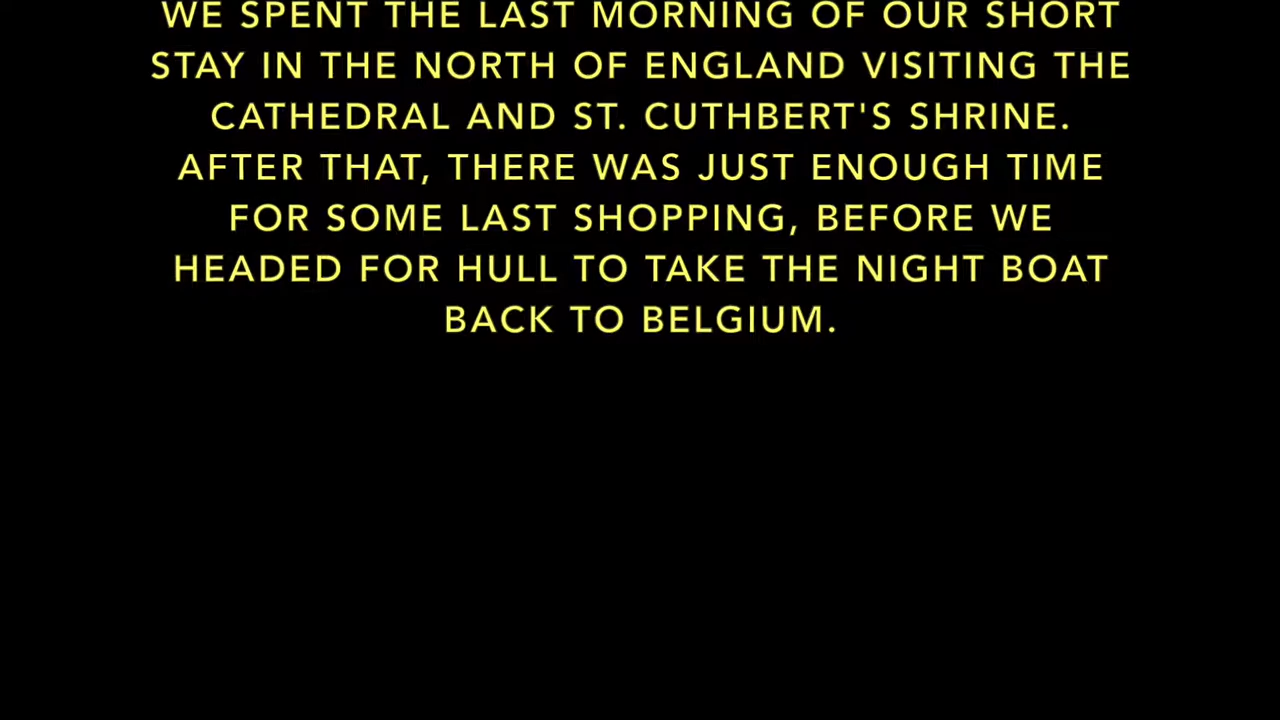 WE SPENT THE LAST MORNING OF OUR SHORT
STAY IN THE NORTH OF ENGLAND VISITING THE
CATHEDRAL AND ST. CUTHBERT'S SHRINE.
AFTER THAT, THERE WAS JUST ENOUGH TIME
FOR SOME LAST SHOPPING, BEFORE WE
HEADED FOR HULL TO TAKE THE NIGHT BOAT
BACK TO BELGIUM.